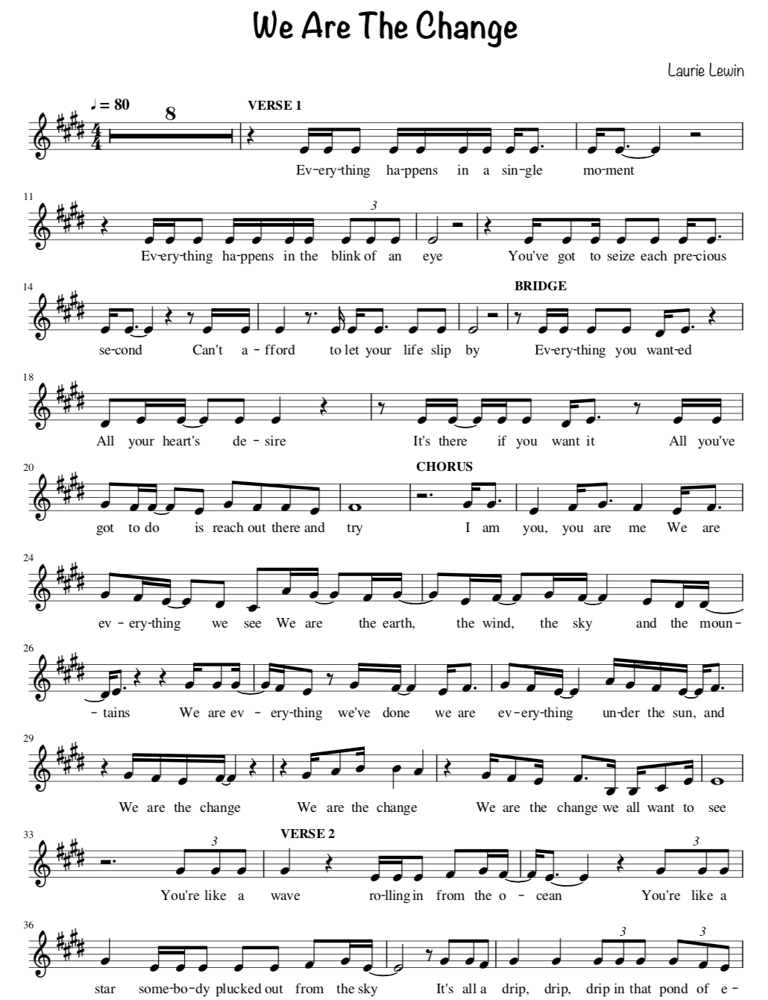 We Are The Change
Laurie Lewin
♩ = 80
8
VERSE 1
Ev-ery-thing ha-ppens in a sin-gle mo-ment
11
3
Ev-ery-thing ha-ppens in the blink of an eye You've got to seize each pre-cious
14
BRIDGE
se-cond Can't a-fford to let your life slip by Ev-ery-thing you want-ed
18
All your heart's de-sire It's there if you want it All you've
20
CHORUS
got to do is reach out there and try I am you, you are me We are
24
ev-ery-thing we see We are the earth, the wind, the sky and the moun-
26
-tains We are ev-ery-thing we've done we are ev-ery-thing un-der the sun, and
29
We are the change We are the change We are the change we all want to see
33
3
VERSE 2
3
You're like a wave ro-lling in from the o-cean You're like a
36
3
3
star some-bo-dy plucked out from the sky It's all a drip, drip, drip in that pond of e-